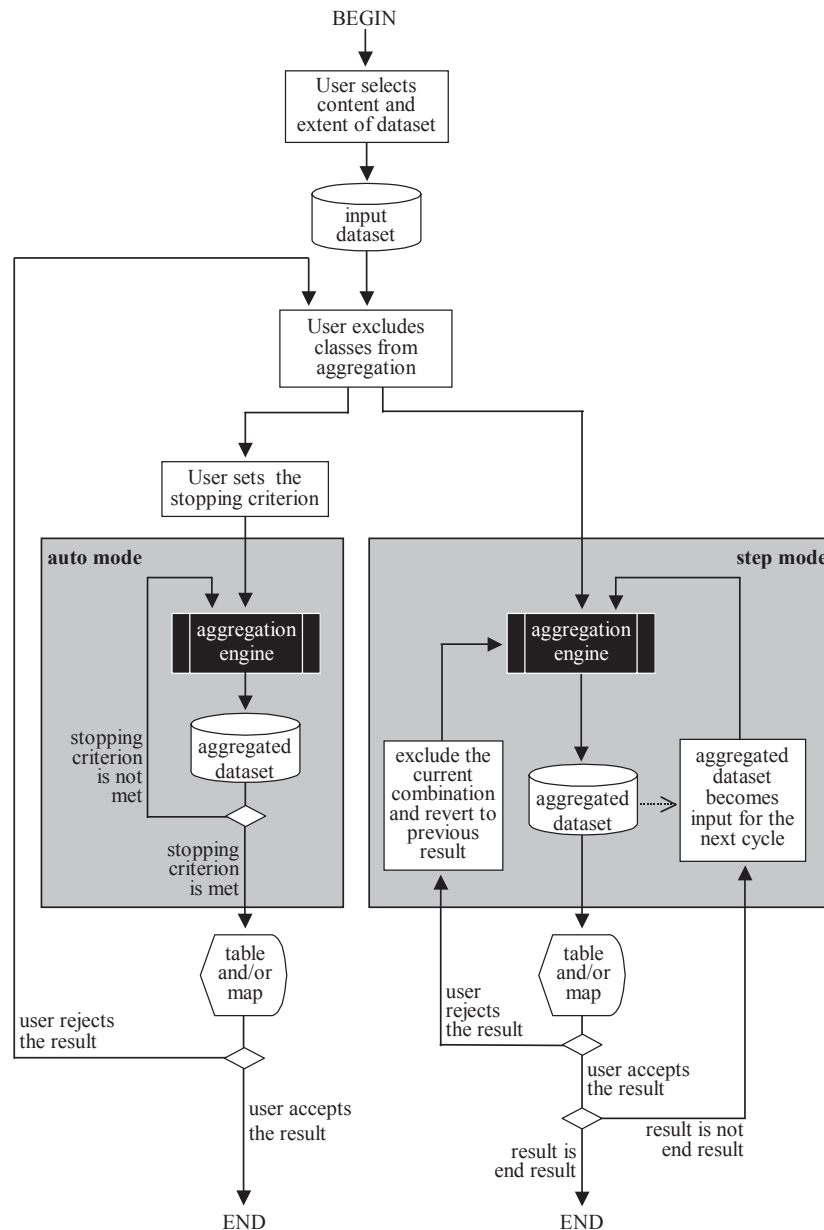 BEGIN
User selects
content and
extent of dataset
input
dataset
User excludes
classes from
aggregation
User sets the
stopping criterion
auto mode
aggregation
engine
aggregated
dataset
stopping
criterion
is not
met
stopping
criterion
is met
table
and/or
map
user rejects
the result
user accepts
the result
END
step mode
aggregation
engine
exclude the
current
combination
and revert to
previous
result
aggregated
dataset
aggregated
dataset
becomes
input for the
next cycle
table
and/or
map
user
rejects
the result
user accepts
the result
result is not
end result
result is
end result
END